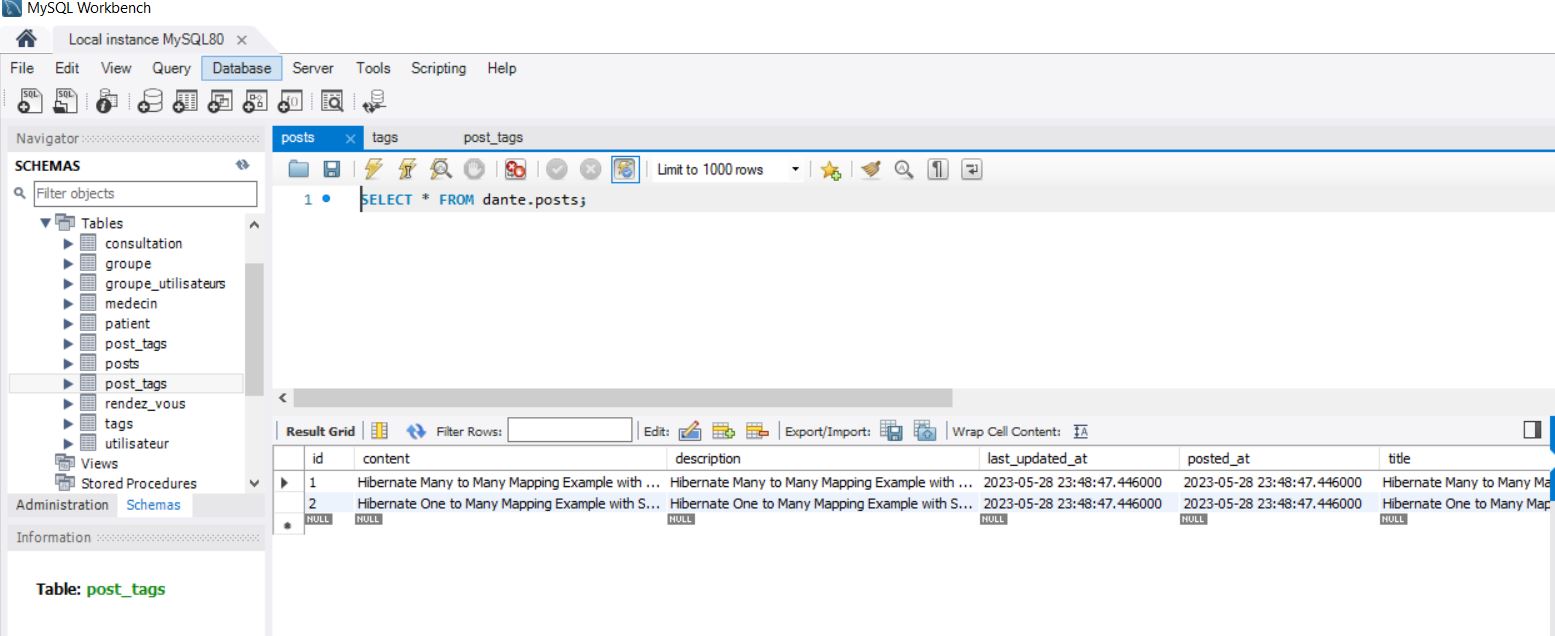 MySQL Workbench
Local instance MySQL80
File Edit View Query Database Server Tools Scripting Help
SQL SQL
Navigator
SCHEMAS
Filter objects
Tables
consultation
groupe
groupe_utilisateurs
medecin
patient
post_tags
posts
post_tags
rendez_vous
tags
utilisateur
Views
Stored Procedures
Administration Schemas
Information
Table: post_tags
posts tags post_tags
Limit to 1000 rows
1 SELECT * FROM dante.posts;
Result Grid Filter Rows: Edit: Export/Import: Wrap Cell Content: IA
id content description last_updated_at posted_at title
1 Hibernate Many to Many Mapping Example with ... Hibernate Many to Many Mapping Example with ... 2023-05-28 23:48:47.446000 2023-05-28 23:48:47.446000 Hibernate Many to Many Ma
2 Hibernate One to Many Mapping Example with S... Hibernate One to Many Mapping Example with S... 2023-05-28 23:48:47.446000 2023-05-28 23:48:47.446000 Hibernate One to Many Map
NULL NULL NULL NULL NULL NULL